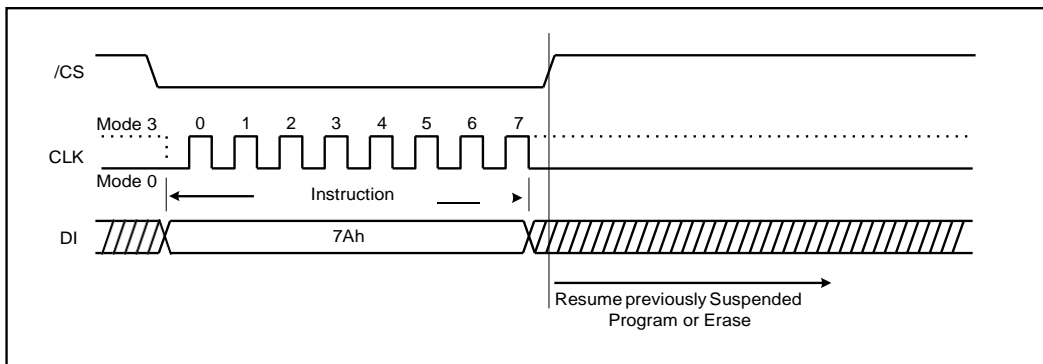 /CS
Mode 3 0 1 2 3 4 5 6 7
CLK
Mode 0
Instruction
DI 7Ah
Resume previously Suspended
Program or Erase